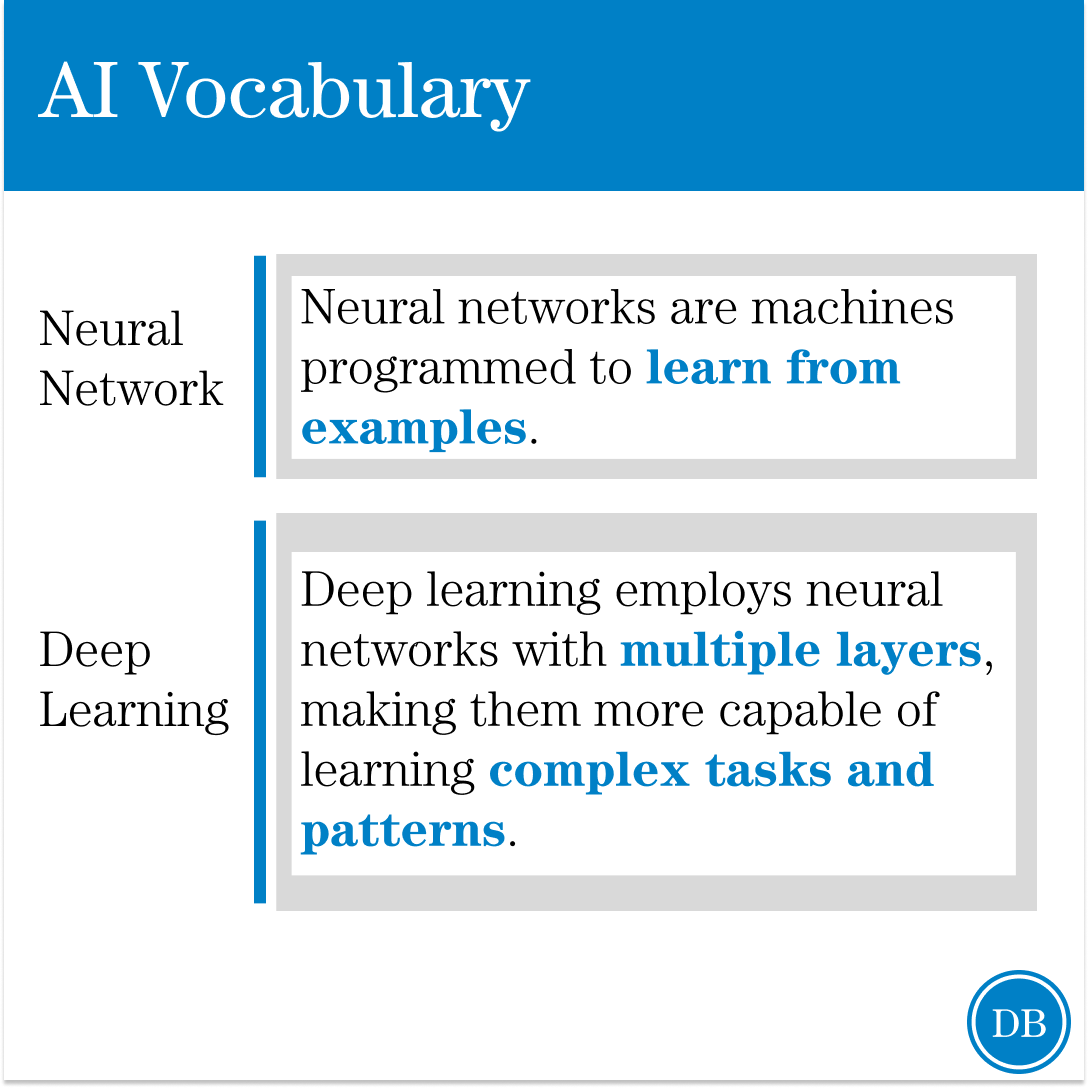 AI Vocabulary
Neural
Network
Neural networks are machines
programmed to learn from
examples.
Deep
Learning
Deep learning employs neural
networks with multiple layers,
making them more capable of
learning complex tasks and
patterns.
DB